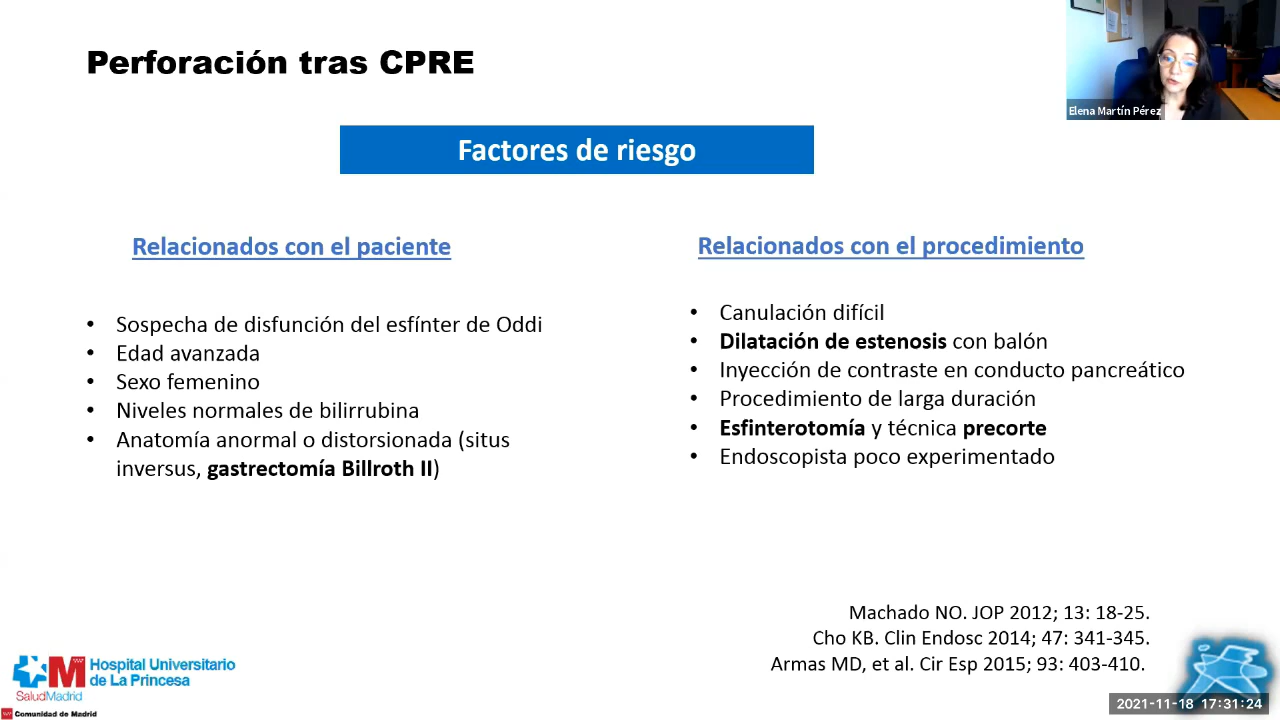 Perforación tras CPRE
Elena Martín Pérez
Factores de riesgo
Relacionados con el paciente
• Sospecha de disfunción del esfínter de Oddi
• Edad avanzada
• Sexo femenino
• Niveles normales de bilirrubina
• Anatomía anormal o distorsionada (situs
inversus, gastrectomía Billroth II)
Relacionados con el procedimiento
• Canulación difícil
• Dilatación de estenosis con balón
• Inyección de contraste en conducto pancreático
• Procedimiento de larga duración
• Esfinterotomía y técnica precorte
• Endoscopista poco experimentado
Machado NO. JOP 2012; 13: 18-25.
Cho KB. Clin Endosc 2014; 47: 341-345.
Armas MD, et al. Cir Esp 2015; 93: 403-410.
M
Hospital Universitario
de La Princesa
SaludMadrid
Comunidad de Madrid
2021-11-18 17:31:24